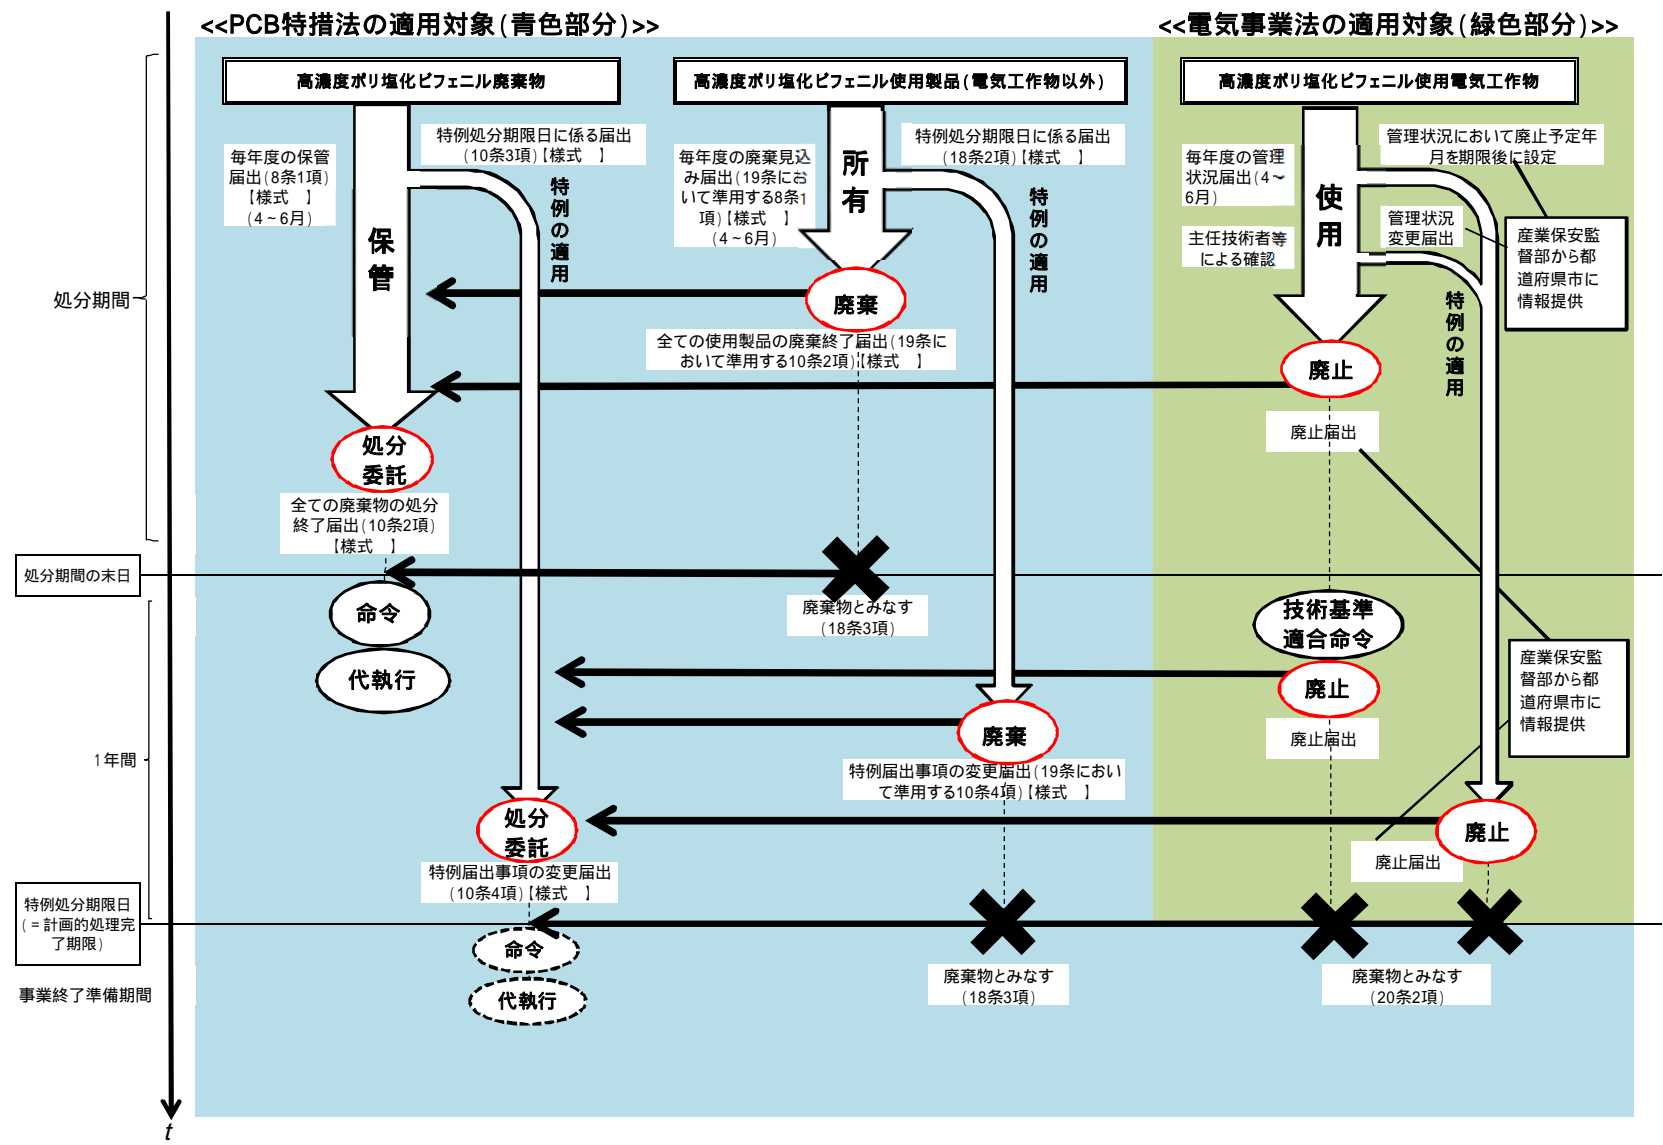 <<PCB特措法の適用対象(青色部分)>>
<<電気事業法の適用対象(緑色部分)>>
高濃度ポリ塩化ビフェニル廃棄物
高濃度ポリ塩化ビフェニル使用製品(電気工作物以外)
高濃度ポリ塩化ビフェニル使用電気工作物
処分期間
毎年度の保管
届出(8条1項)
【様式　】
(4~6月)
保管
特例処分期限日に係る届出
(10条3項)【様式　】
特例の適用
毎年度の廃棄見込
み届出(19条にお
いて準用する8条1
項)【様式　】
(4~6月)
所有
特例処分期限日に係る届出
(18条2項)【様式　】
特例の適用
毎年度の管理
状況届出(4~
6月)
主任技術者等
による確認
使用
管理状況において廃止予定年
月を期限後に設定
管理状況
変更届出
特例の適用
産業保安監
督部から都
道府県市に
情報提供
廃棄
全ての使用製品の廃棄終了届出(19条に
おいて準用する10条2項)【様式　】
廃止
廃止届出
処分
委託
全ての廃棄物の処分
終了届出(10条2項)
【様式　】
処分期間の末日
命令
代執行
廃棄物とみなす
(18条3項)
技術基準
適合命令
廃止
廃止届出
産業保安監
督部から都
道府県市に
情報提供
1年間
廃棄
特例届出事項の変更届出(19条におい
て準用する10条4項)【様式　】
処分
委託
特例届出事項の変更届出
(10条4項)【様式　】
廃止
廃止届出
特例処分期限日
(=計画的処理完
了期限)
命令
代執行
廃棄物とみなす
(18条3項)
廃棄物とみなす
(20条2項)
事業終了準備期間
t